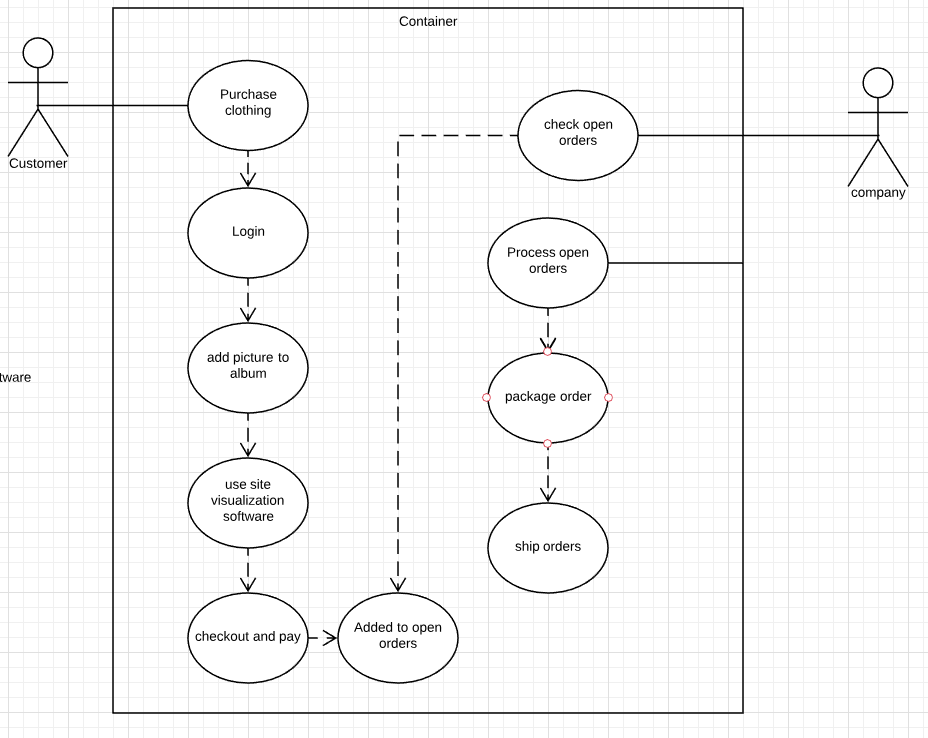 Container
Purchase
clothing
check open
orders
Customer
company
Login
Process open
orders
add picture to
album
tware
package order
use site
visualization
software
ship orders
checkout and pay
Added to open
orders